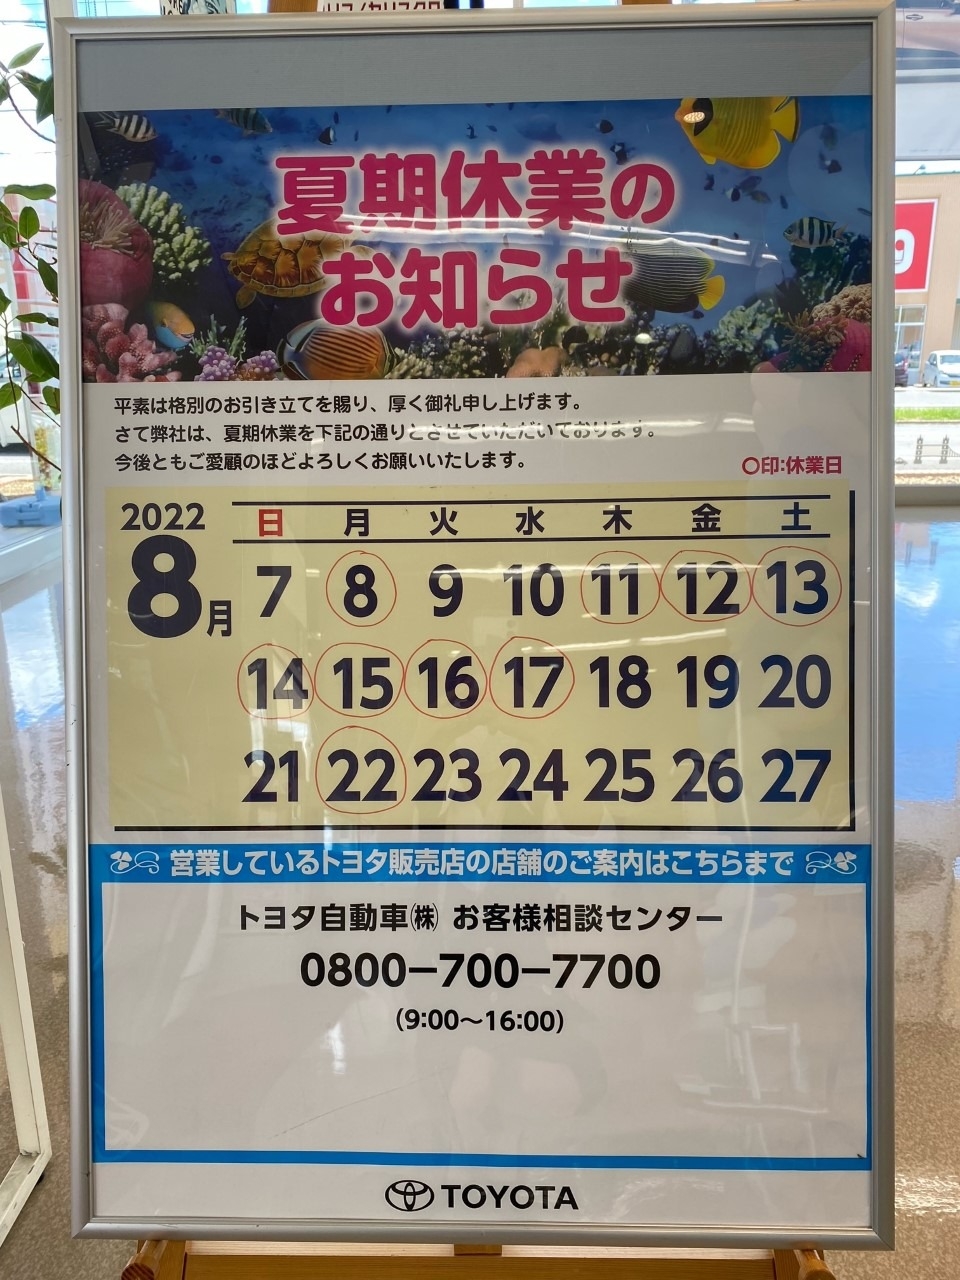 夏期休業の
お知らせ
平素は格別のお引き立てを賜り、厚く御礼申し上げます。
さて弊社は、夏期休業を下記の通りとさせていただいております。
今後ともご愛顧のほどよろしくお願いいたします。
〇印:休業日
2022
8月
日 月 火 水 木 金 土
7 8 9 10 11 12 13
14 15 16 17 18 19 20
21 22 23 24 25 26 27
営業しているトヨタ販売店の店舗のご案内はこちらまで
トヨタ自動車㈱ お客様相談センター
0800−700−7700
(9:00〜16:00)
TOYOTA